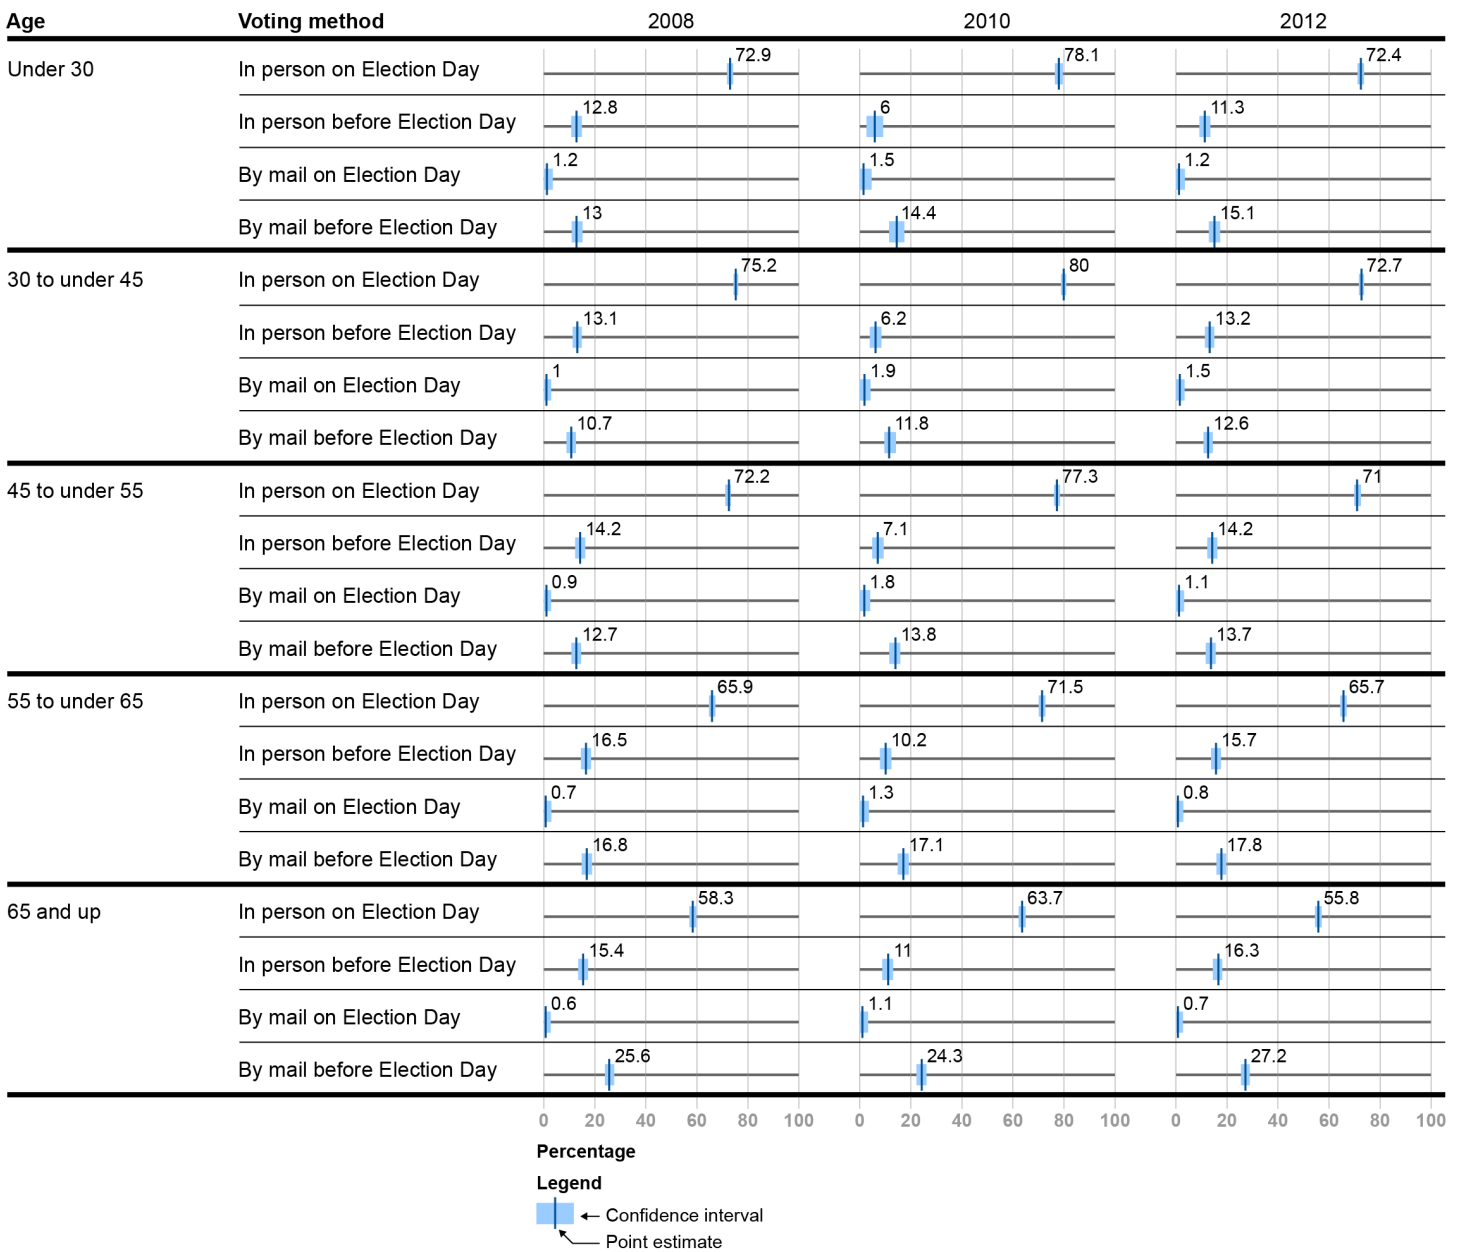 Age Voting method 2008 2010 2012
Under 30 In person on Election Day 72.9 78.1 72.4
In person before Election Day 12.8 6 11.3
By mail on Election Day 1.2 1.5 1.2
By mail before Election Day 13 14.4 15.1
30 to under 45 In person on Election Day 75.2 80 72.7
In person before Election Day 13.1 6.2 13.2
By mail on Election Day 1 1.9 1.5
By mail before Election Day 10.7 11.8 12.6
45 to under 55 In person on Election Day 72.2 77.3 71
In person before Election Day 14.2 7.1 14.2
By mail on Election Day 0.9 1.8 1.1
By mail before Election Day 12.7 13.8 13.7
55 to under 65 In person on Election Day 65.9 71.5 65.7
In person before Election Day 16.5 10.2 15.7
By mail on Election Day 0.7 1.3 0.8
By mail before Election Day 16.8 17.1 17.8
65 and up In person on Election Day 58.3 63.7 55.8
In person before Election Day 15.4 11 16.3
By mail on Election Day 0.6 1.1 0.7
By mail before Election Day 25.6 24.3 27.2
0 20 40 60 80 100 0 20 40 60 80 100 0 20 40 60 80 100
Percentage
Legend
Confidence interval
Point estimate